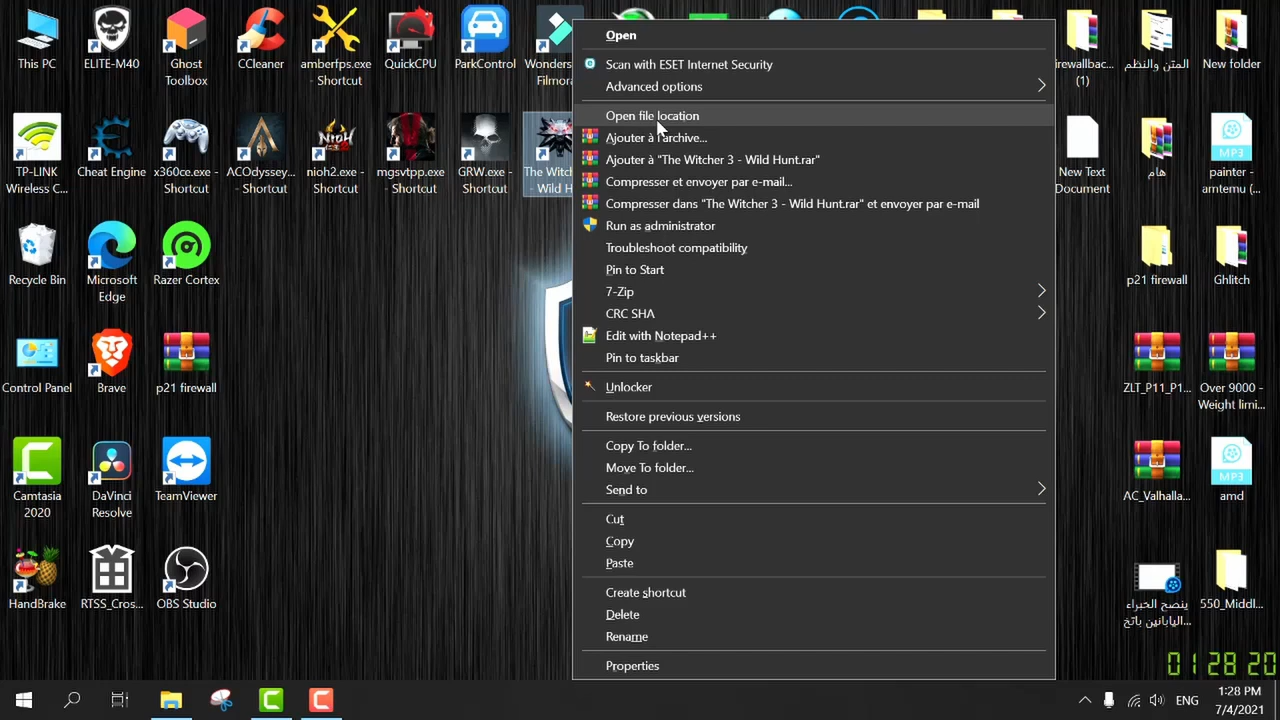 This PC
ELITE-M40
Ghost
Toolbox
CCleaner
amberfps.exe
- Shortcut
QuickCPU
ParkControl
Wonders
Filmora
TP-LINK
Wireless C...
Cheat Engine
x360ce.exe -
Shortcut
ACOdyssey...
- Shortcut
nioh2.exe -
Shortcut
mgsvtpp.exe
- Shortcut
GRW.exe -
Shortcut
The Witch
- Wild H
Recycle Bin
Microsoft
Edge
Razer Cortex
Control Panel
Brave
p21 firewall
Camtasia
2020
DaVinci
Resolve
TeamViewer
HandBrake
RTSS_Cros...
OBS Studio
Open
Scan with ESET Internet Security
Advanced options
Open file location
Ajouter à l'archive...
Ajouter à "The Witcher 3 - Wild Hunt.rar"
Compresser et envoyer par e-mail...
Compresser dans "The Witcher 3 - Wild Hunt.rar" et envoyer par e-mail
Run as administrator
Troubleshoot compatibility
Pin to Start
7-Zip
CRC SHA
Edit with Notepad++
Pin to taskbar
Unlocker
Restore previous versions
Copy To folder...
Move To folder...
Send to
Cut
Copy
Paste
Create shortcut
Delete
Rename
Properties
firewallbac...
(1)
المتن والنظم
New folder
New Text
Document
هام
MP3
painter -
amtemu (...
p21 firewall
Ghlitch
ZLT_P11_P1...
Over 9000 -
Weight limi...
AC_Valhalla...
MP3
amd
ينصح الخبراء
اليابانين باتخ...
550_Middl...
01:28 20
ENG
1:28 PM
7/4/2021